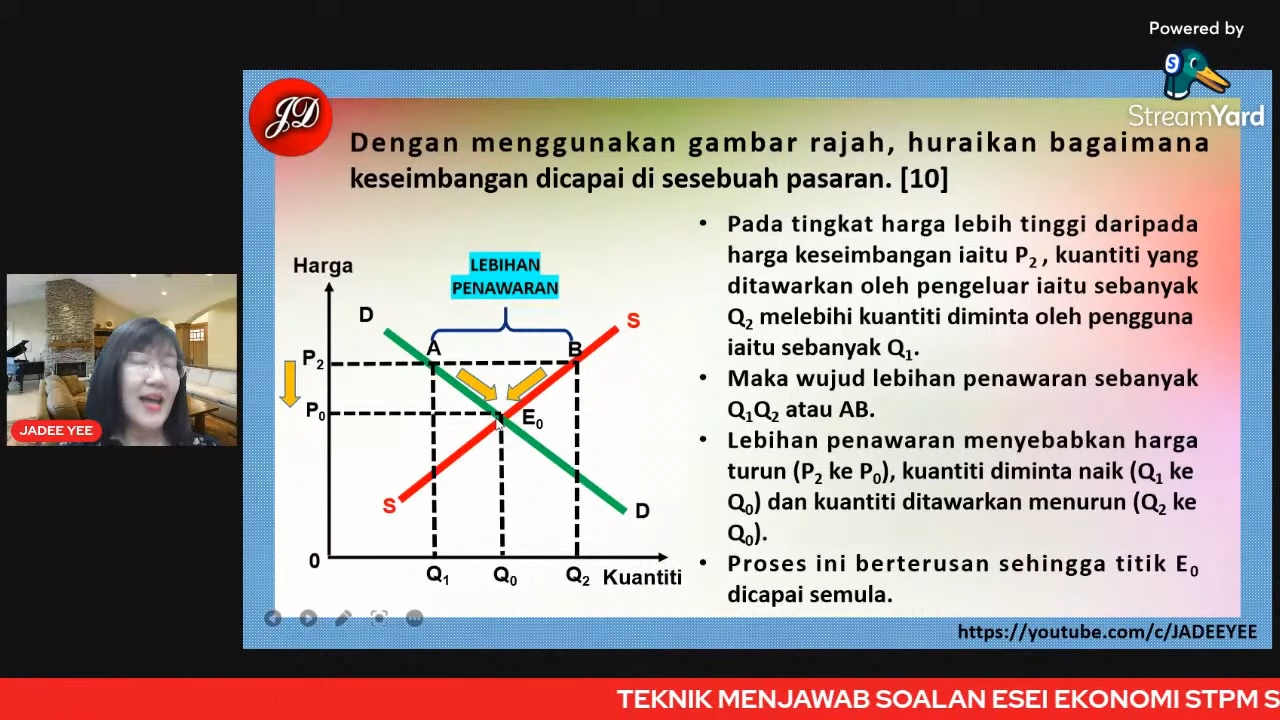 Powered by
S
StreamYard
JD
Dengan menggunakan gambar rajah, huraikan bagaimana
keseimbangan dicapai di sesebuah pasaran. [10]
LEBIHAN
PENAWARAN
Harga
D
S
A
B
P₂
P₀
E₀
S
D
0
Q₁
Q₀
Q₂
Kuantiti
• Pada tingkat harga lebih tinggi daripada
harga keseimbangan iaitu P₂ , kuantiti yang
ditawarkan oleh pengeluar iaitu sebanyak
Q₂ melebihi kuantiti diminta oleh pengguna
iaitu sebanyak Q₁.
• Maka wujud lebihan penawaran sebanyak
Q₁Q₂ atau AB.
• Lebihan penawaran menyebabkan harga
turun (P₂ ke P₀), kuantiti diminta naik (Q₁ ke
Q₀) dan kuantiti ditawarkan menurun (Q₂ ke
Q₀).
• Proses ini berterusan sehingga titik E₀
dicapai semula.
JADEE YEE
https://youtube.com/c/JADEEYEE
TEKNIK MENJAWAB SOALAN ESEI EKONOMI STPM S